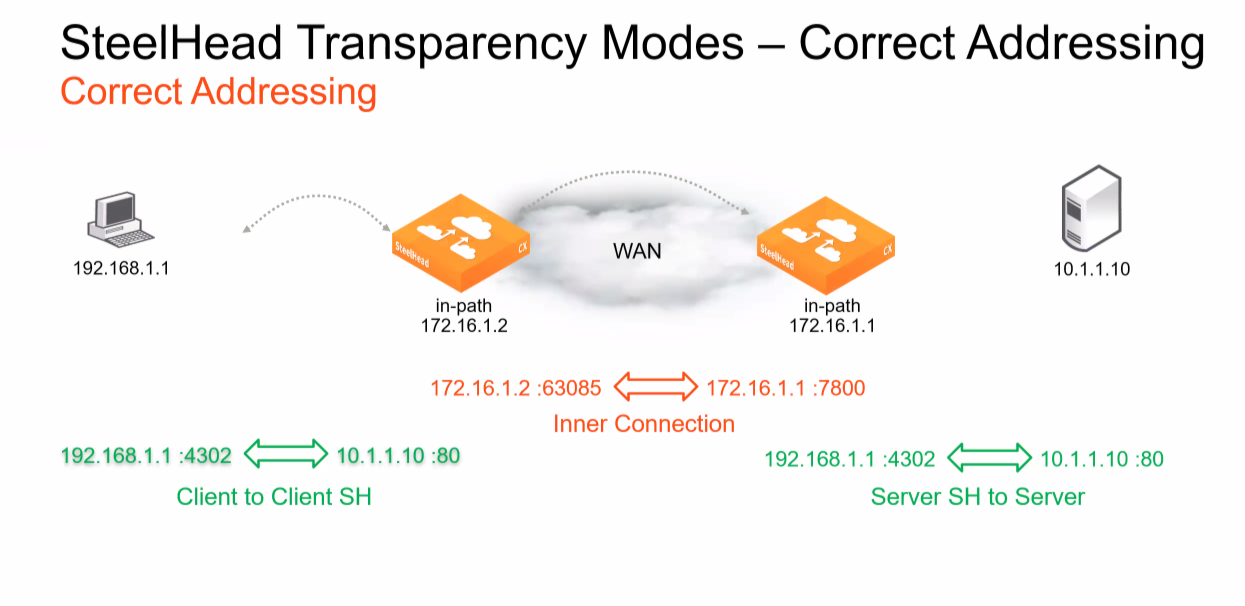 SteelHead Transparency Modes – Correct Addressing
Correct Addressing
192.168.1.1
SteelHead
CX
in-path
172.16.1.2
WAN
SteelHead
CX
in-path
172.16.1.1
10.1.1.10
172.16.1.2 :63085
172.16.1.1 :7800
Inner Connection
192.168.1.1 :4302
10.1.1.10 :80
Client to Client SH
192.168.1.1 :4302
10.1.1.10 :80
Server SH to Server